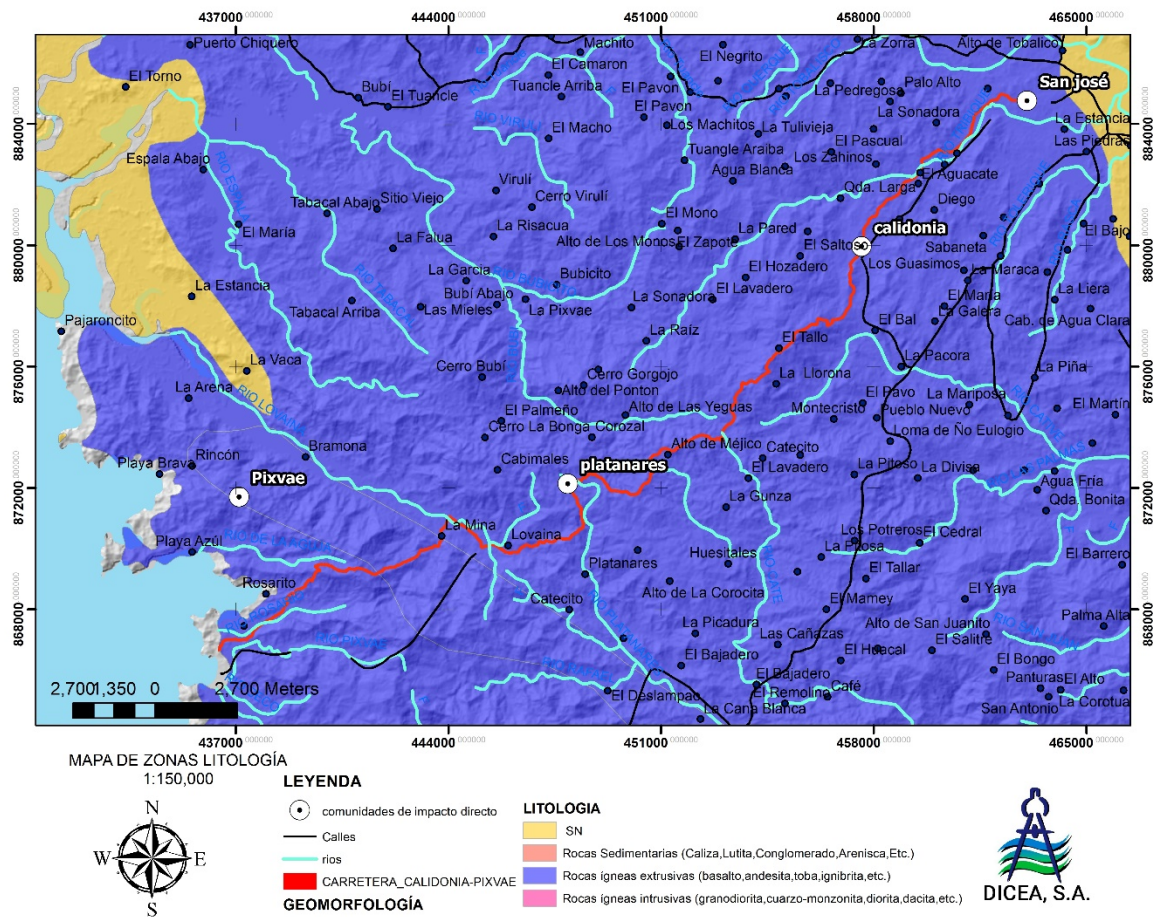 437000 444000 451000 458000 465000
Puerto Chiquero
Machito
El Negrito
La Zorra
Alto de Tobalico
El Torno
El Camaron
Tuancle Arriba
El Pavon
Palo Alto
San josé
Bubí
El Tuancle
El Pavon
La Pedregosa
La Sonadora
884000
RIO VIRULI
El Macho
Los Machitos
La Tulivieja
El Pascual
La Estancia
884000
Las Piedras
Espala Abajo
Tuangle Araiba
Los Zahinos
Agua Blanca
Qda. Larga
El Aguacate
Virulí
Cerro Virulí
Tabacal Abajo
Sitio Viejo
Diego
El María
La Risacua
El Mono
La Pared
calidonia
El Bajo
880000
La Falua
Alto de Los Monos
El Zapote
El Saltoso
Sabaneta
880000
La Garcia
Bubicito
El Hozadero
Los Guasimos
La Maraca
La Estancia
Bubí Abajo
La Sonadora
El Lavadero
El María
La Liera
Pajaroncito
Tabacal Arriba
Las Mieles
La Pixvae
La Galera
Cab. de Agua Clara
La Raíz
El Tallo
El Bal
876000
La Vaca
Cerro Bubí
Cerro Gorgojo
La Pacora
La Piña
876000
La Arena
Alto del Ponton
La Llorona
El Pavo
La Mariposa
RIO LOVAINA
El Palmeño
Alto de Las Yeguas
Montecristo
Pueblo Nuevo
El Martín
Bramona
Cerro La Bonga
Corozal
Alto de Méjico
Catecito
Loma de Ño Eulogio
Playa Brava
Rincón
Cabimales
platanares
El Lavadero
La Pitoso
La Divisa
872000
Pixvae
La Gunza
Agua Fría
Qda. Bonita
872000
La Mina
Lovaina
Los Potreros
El Cedral
Playa Azúl
Platanares
Huesitales
La Pitosa
El Barrero
Rosarito
Alto de La Corocita
El Tallar
El Yaya
868000
Catecito
El Mamey
Palma Alta
868000
La Picadura
Las Cañazas
Alto de San Juanito
El Salitre
El Bajadero
El Huacal
El Bongo
2,700 1,350 0 2,700 Meters
El Bajadero
Panturas
El Alto
El Deslampao
El Remolino
Café
San Antonio
La Corotua
La Cana Blanca
437000 444000 451000 458000 465000
MAPA DE ZONAS LITOLOGÍA
1:150,000
N
W E
S
LEYENDA
comunidades de impacto directo
Calles
rios
CARRETERA_CALIDONIA-PIXVAE
GEOMORFOLOGÍA
LITOLOGIA
SN
Rocas Sedimentarias (Caliza,Lutita,Conglomerado,Arenisca,Etc.)
Rocas ígneas extrusivas (basalto,andesita,toba,ignibrita,etc.)
Rocas ígneas intrusivas (granodiorita,cuarzo-monzonita,diorita,dacita,etc.)
DICEA, S.A.